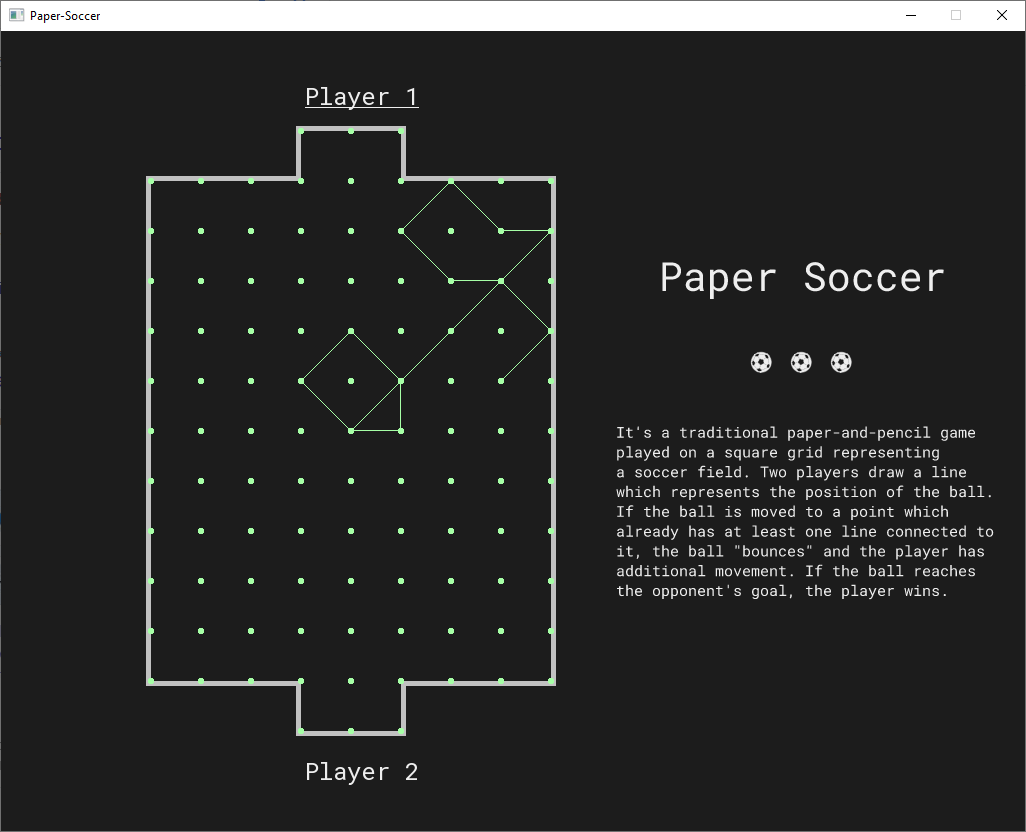 Paper-Soccer
Player 1
Paper Soccer
It's a traditional paper-and-pencil game
played on a square grid representing
a soccer field. Two players draw a line
which represents the position of the ball.
If the ball is moved to a point which
already has at least one line connected to
it, the ball "bounces" and the player has
additional movement. If the ball reaches
the opponent's goal, the player wins.
Player 2